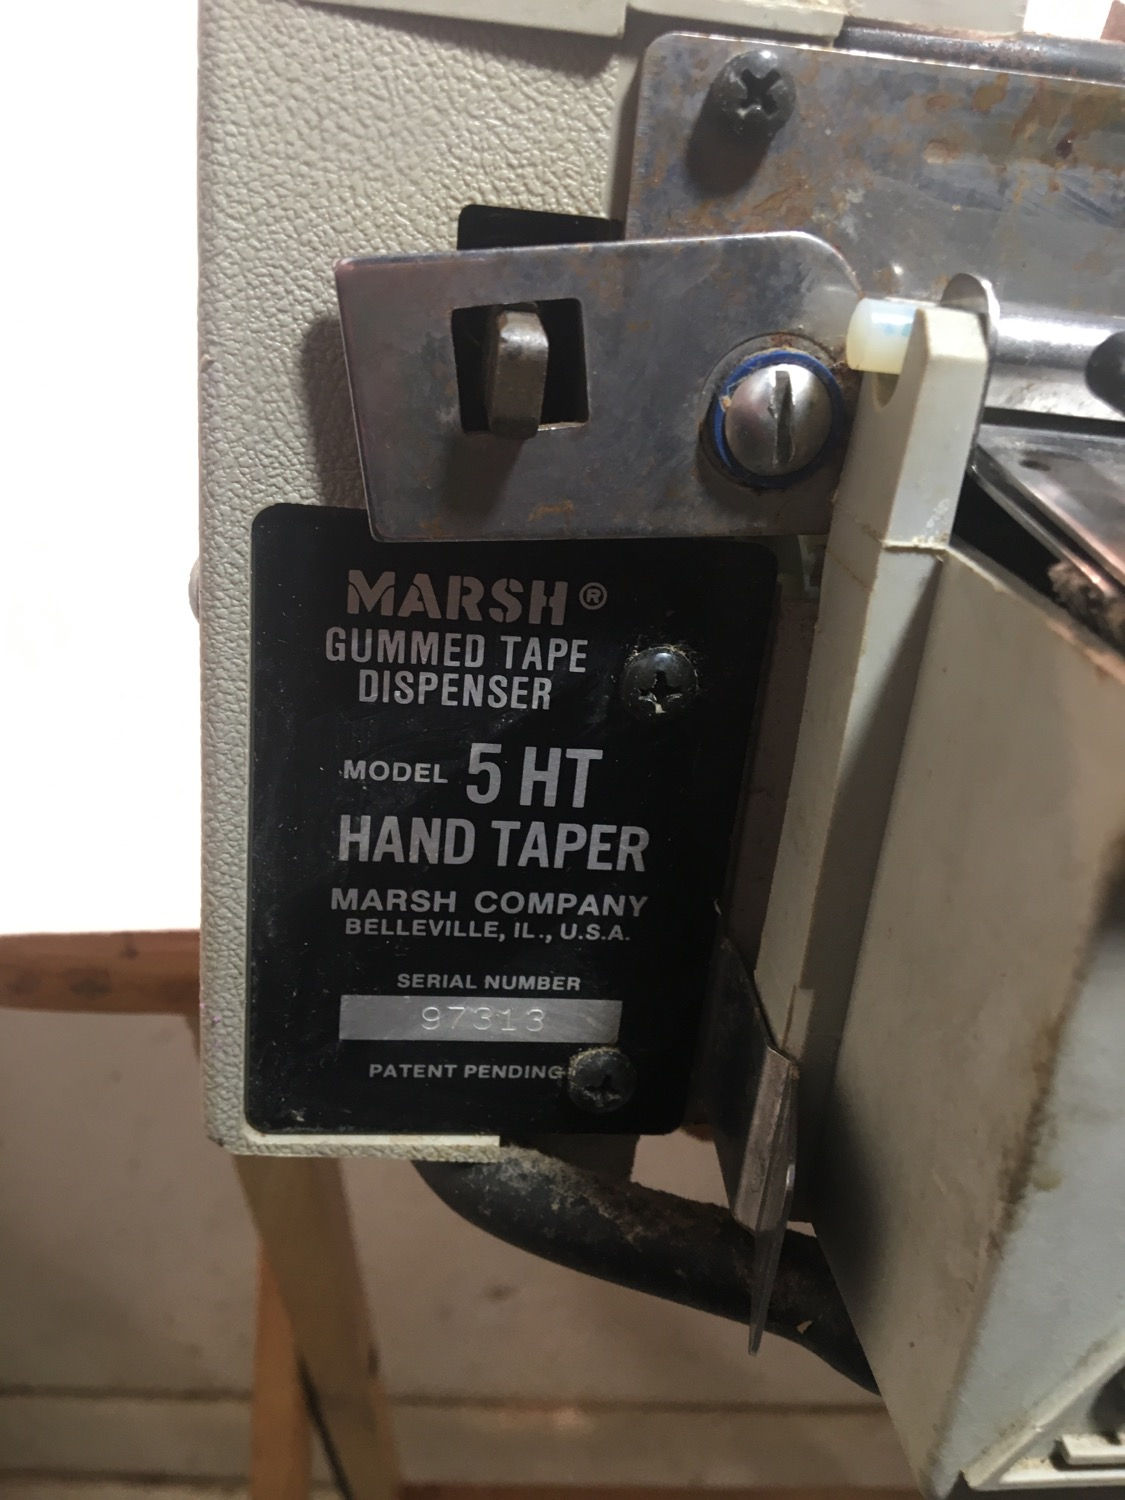 MARSH®
GUMMED TAPE
DISPENSER
MODEL 5 HT
HAND TAPER
MARSH COMPANY
BELLEVILLE, IL., U.S.A.
SERIAL NUMBER
97313
PATENT PENDING